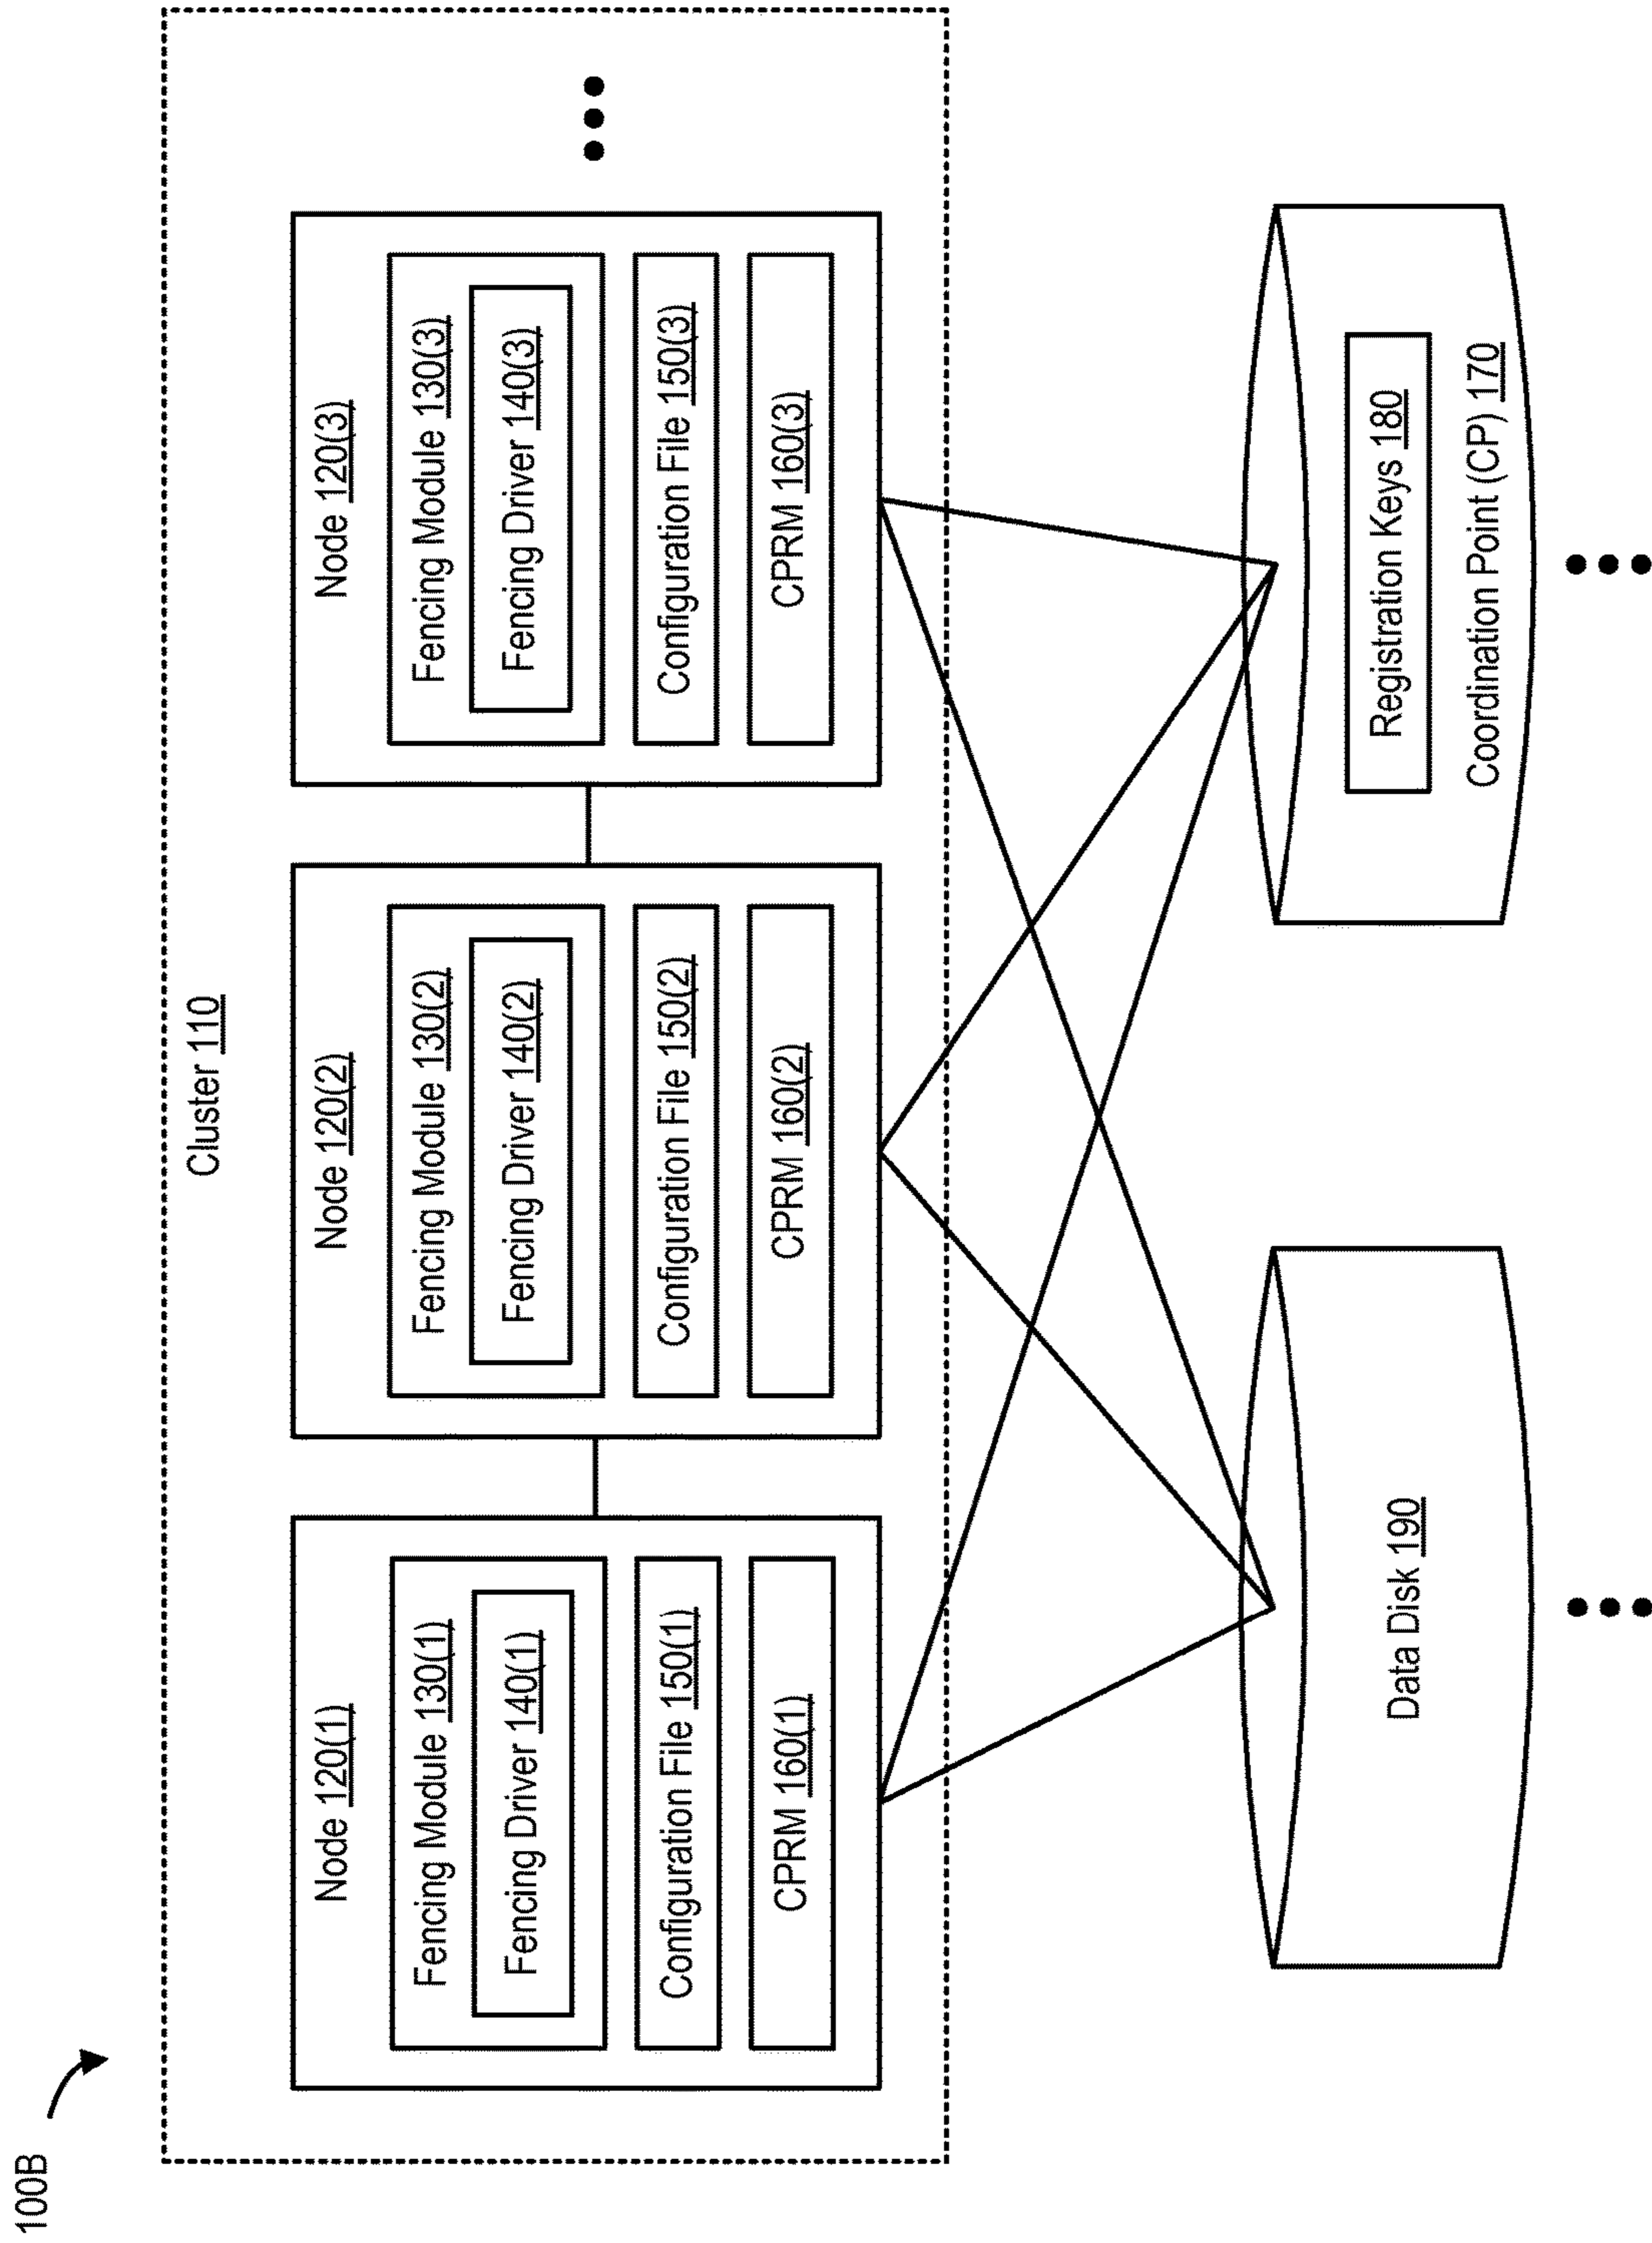 100B
Cluster 110
Node 120(1)
Fencing Module 130(1)
Fencing Driver 140(1)
Configuration File 150(1)
CPRM 160(1)
Node 120(2)
Fencing Module 130(2)
Fencing Driver 140(2)
Configuration File 150(2)
CPRM 160(2)
Node 120(3)
Fencing Module 130(3)
Fencing Driver 140(3)
Configuration File 150(3)
CPRM 160(3)
Data Disk 190
Registration Keys 180
Coordination Point (CP) 170